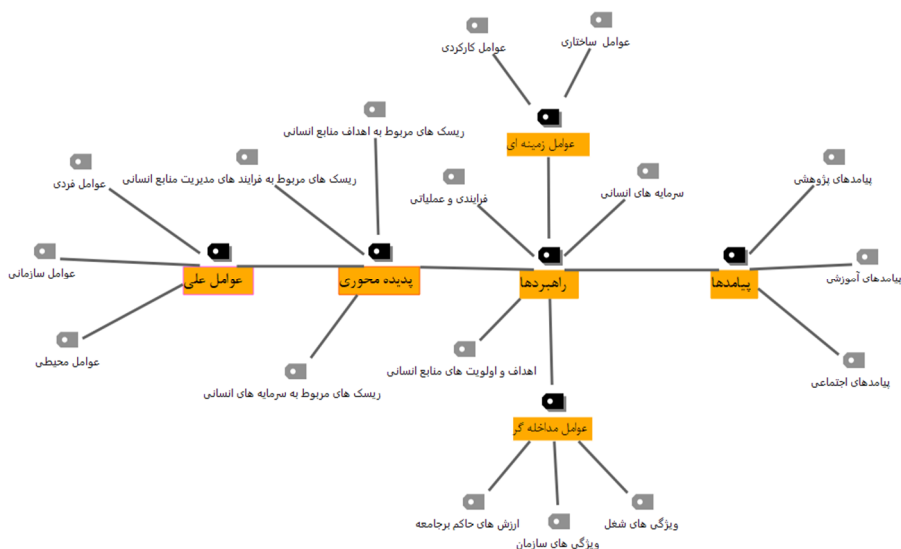 عوامل ساختاری
عوامل کارکردی
عوامل زمینه ای
ریسک های مربوط به اهداف منابع انسانی
ریسک های مربوط به فرایند های مدیریت منابع انسانی
عوامل فردی
پیامدهای پژوهشی
سرمایه های انسانی
فرایندی و عملیاتی
پیامدهای آموزشی
پیامدها
راهبردها
پدیده محوری
عوامل علی
عوامل سازمانی
پیامدهای اجتماعی
اهداف و اولویت های منابع انسانی
ریسک های مربوط به سرمایه های انسانی
عوامل محیطی
عوامل مداخله گر
ویژگی های شغل
ویژگی های سازمان
ارزش های حاکم برجامعه